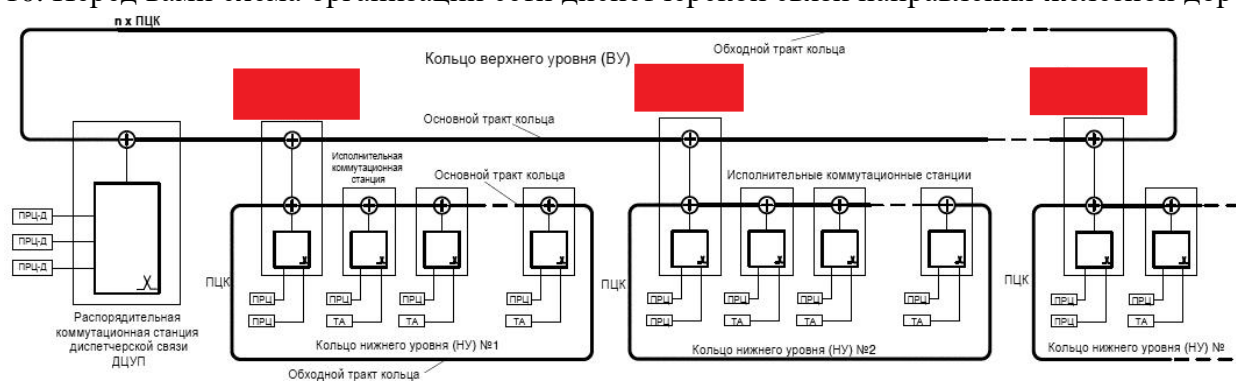 n x ПЦК
Обходной тракт кольца
Кольцо верхнего уровня (ВУ)
Основной тракт кольца
Исполнительная
коммутационная
станция
Основной тракт кольца
Исполнительные коммутационные станции
ПРЦ-Д
ПРЦ-Д
ПРЦ-Д
ПЦК
ПЦК
ПЦК
ПРЦ
ПРЦ
ПРЦ
ПРЦ
ПРЦ
ПРЦ
ПРЦ
ПРЦ
ПРЦ
ПРЦ
ПРЦ
ТА
ТА
ТА
ПРЦ
ТА
ТА
ТА
ПРЦ
ТА
Распорядительная
коммутационная станция
диспетчерской связи
ДЦУП
Кольцо нижнего уровня (НУ) №1
Кольцо нижнего уровня (НУ) №2
Кольцо нижнего уровня (НУ) №
Обходной тракт кольца